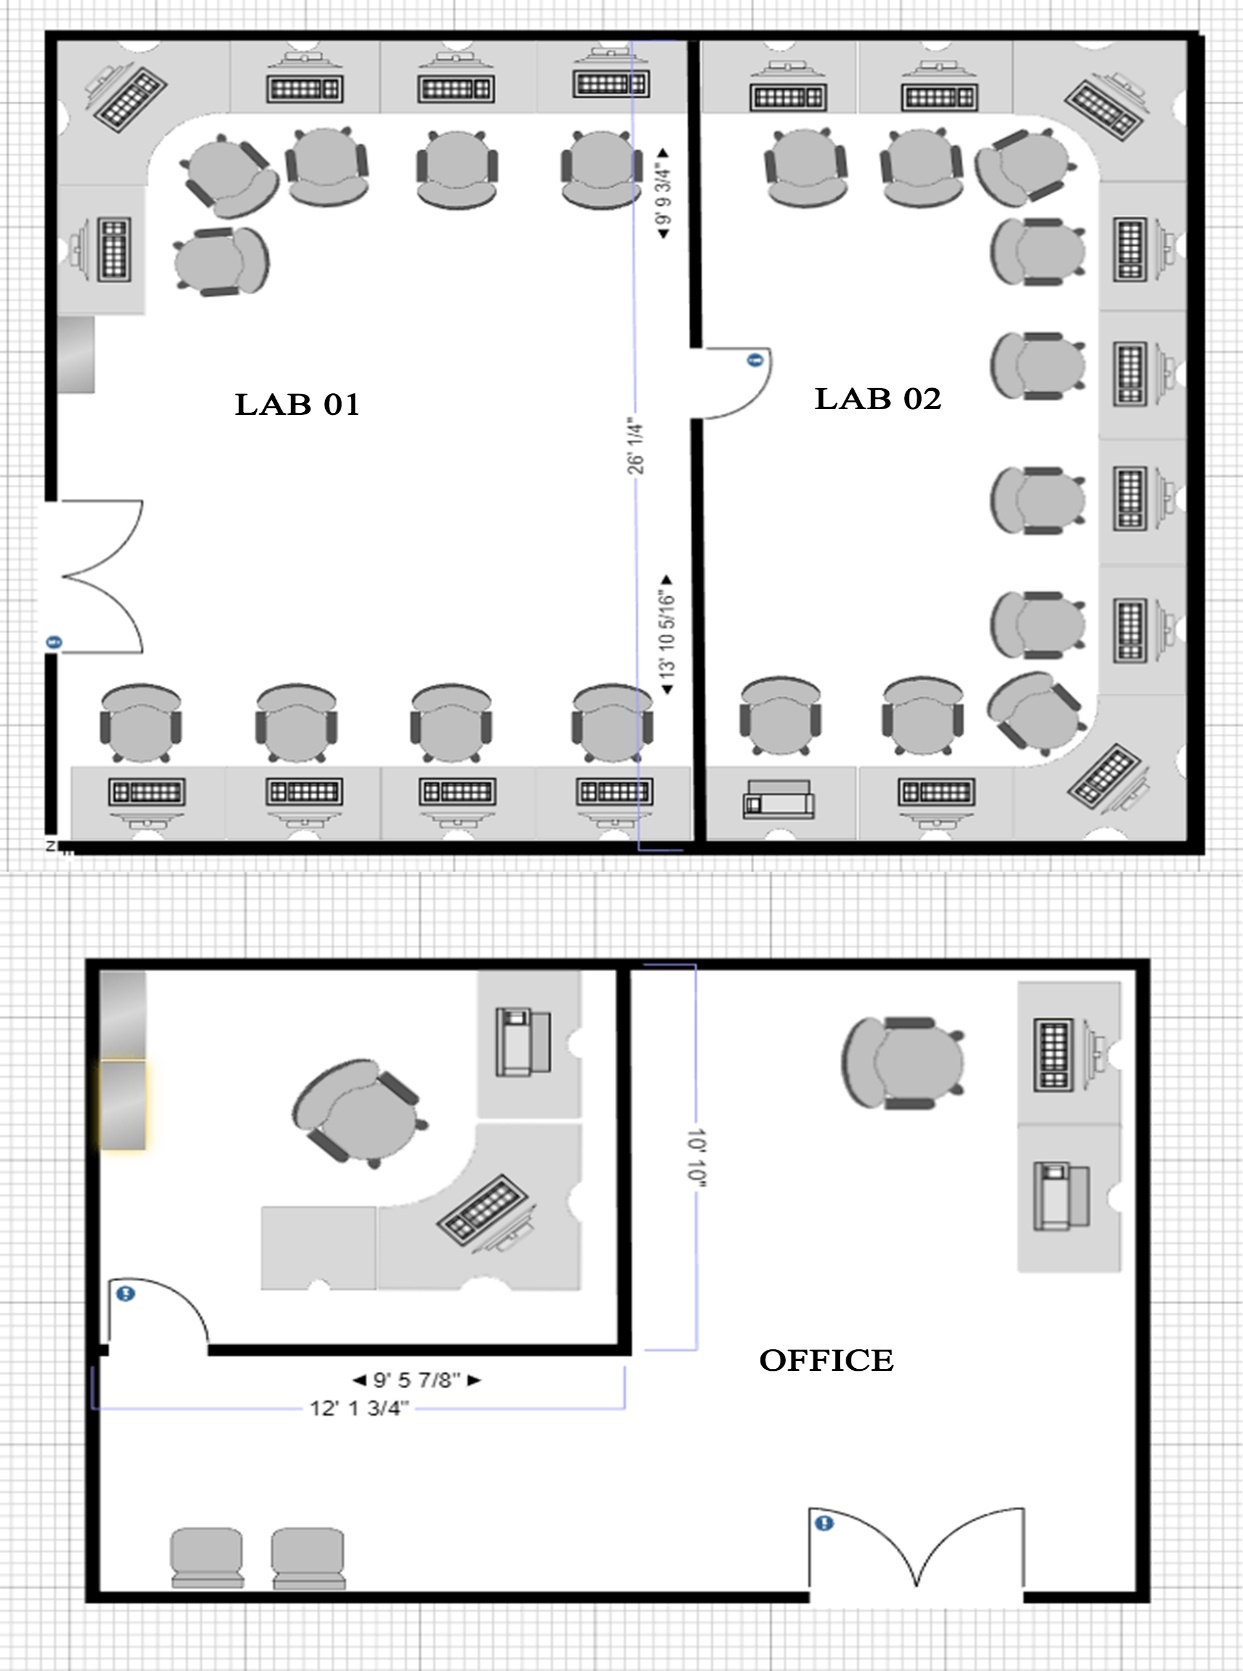 9' 9 3/4"
LAB 01
LAB 02
26' 1/4"
13' 10 5/16"
10' 10"
OFFICE
9' 5 7/8"
12' 1 3/4"